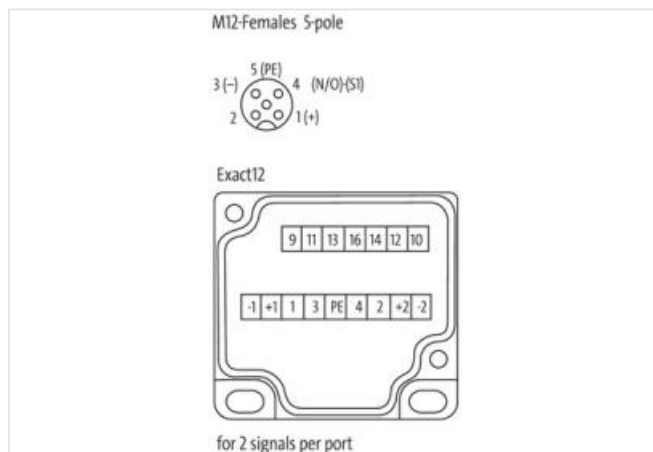 M12-Females 5-pole
5 (PE)
3 (–) 4 (N/O)-(S1)
2 1 (+)
Exact12
9 11 13 16 14 12 10
-1 +1 1 3 PE 4 2 +2 -2
for 2 signals per port